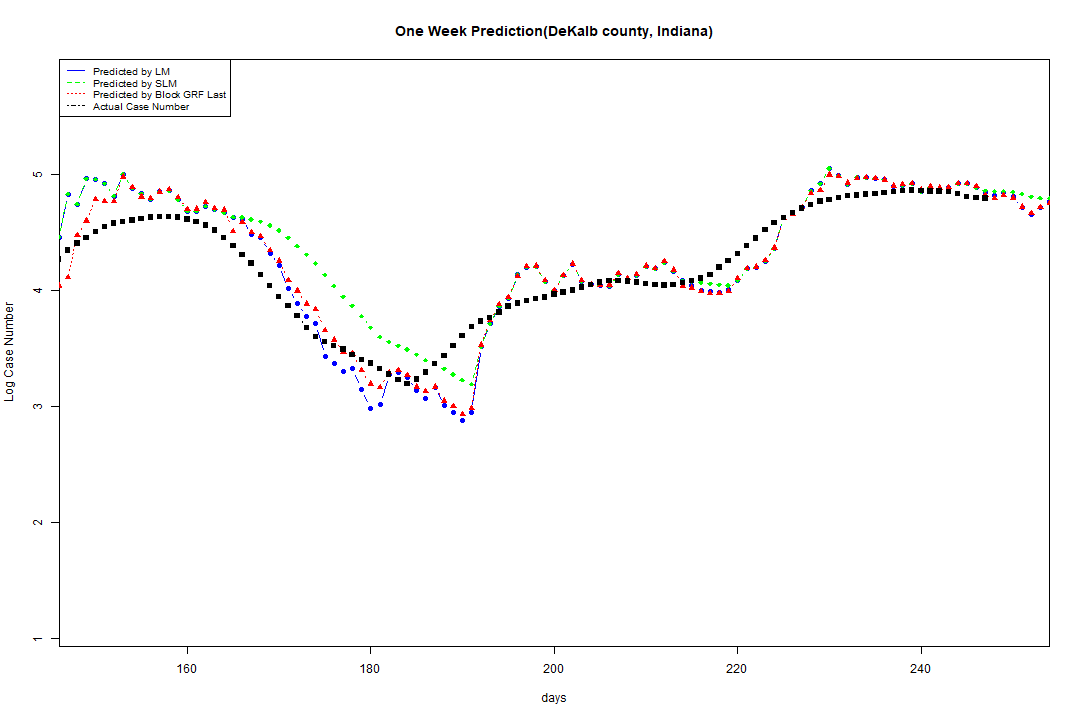 One Week Prediction(DeKalb county, Indiana)
Predicted by LM
Predicted by SLM
Predicted by Block GRF Last
Actual Case Number
5
4
3
2
1
Log Case Number
160 180 200 220 240
days